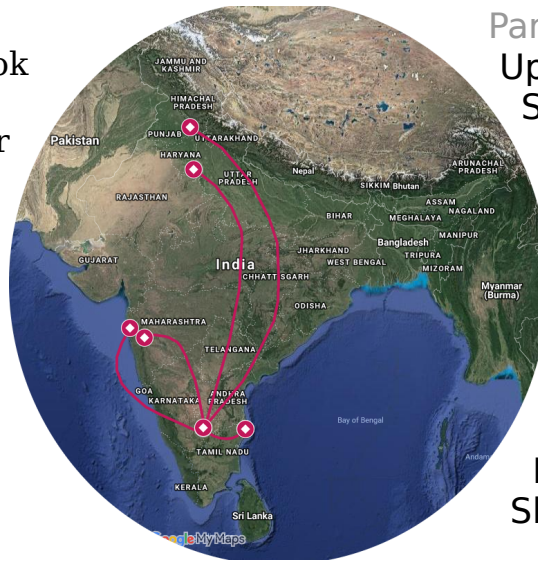 Par
ok
Up
S
JAMMU AND
KASHMIR
HIMACHAL
PRADESH
r
Pakistan
PUNJAB
UTTARAKHAND
HARYANA
Nepal
ARUNACHAL
PRADESH
UTTAR
PRADESH
SIKKIM
Bhutan
RAJASTHAN
ASSAM
NAGALAND
BIHAR
MEGHALAYA
MANIPUR
Bangladesh
JHARKHAND
TRIPURA
GUJARAT
India
WEST BENGAL
MIZORAM
CHHATTISGARH
Myanmar
(Burma)
ODISHA
MAHARASHTRA
TELANGANA
GOA
KARNATAKA
ANDHRA
PRADESH
Bay of Bengal
TAMIL NADU
Andam
KERALA
Sri Lanka
Google My Maps